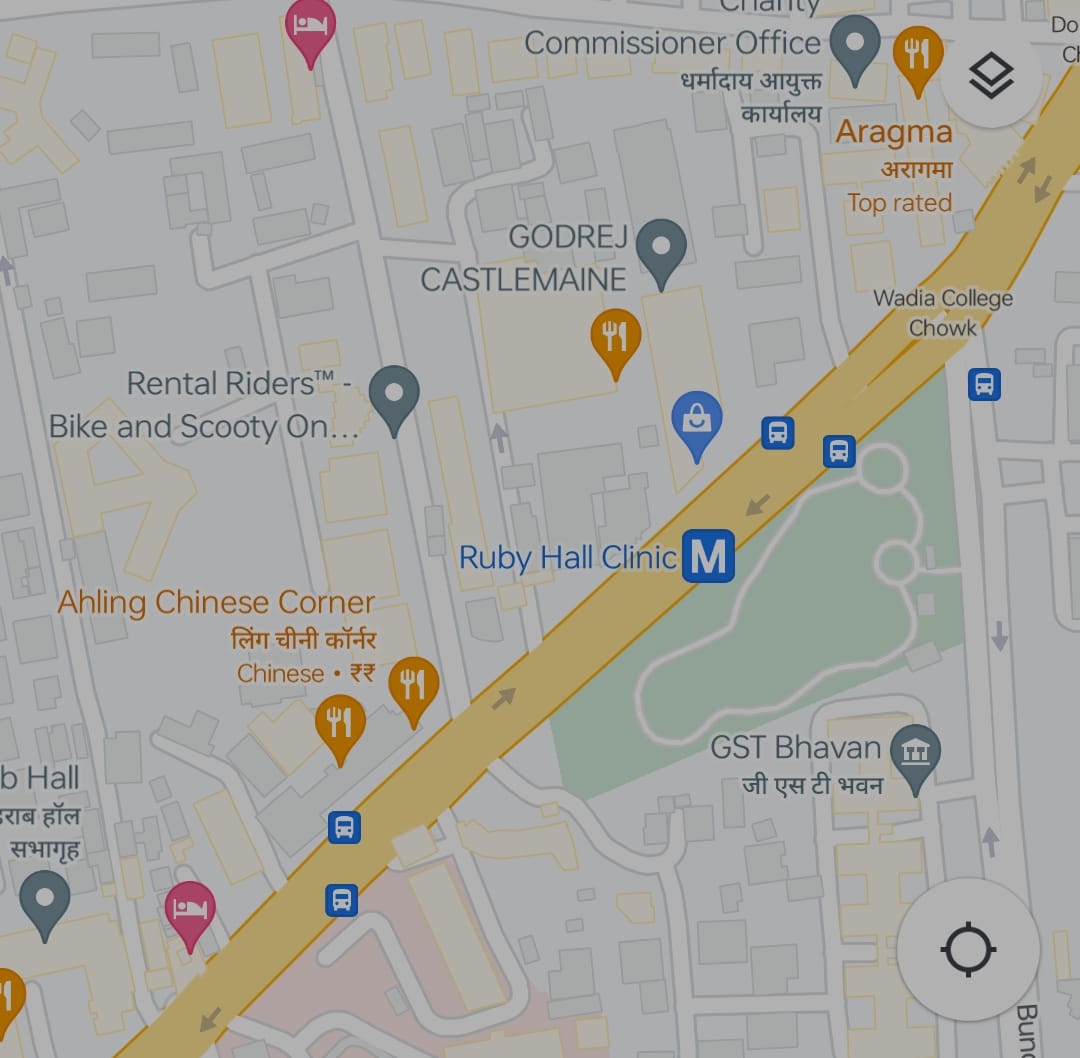 Charity
Commissioner Office
धर्मादाय आयुक्त
कार्यालय
Aragma
अरागमा
Top rated
GODREJ
CASTLEMAINE
Wadia College
Chowk
Rental Riders™ -
Bike and Scooty On...
Ruby Hall Clinic M
Ahling Chinese Corner
लिंग चीनी कॉर्नर
Chinese • ₹₹
GST Bhavan
जी एस टी भवन
Hall
हॉल
सभागृह